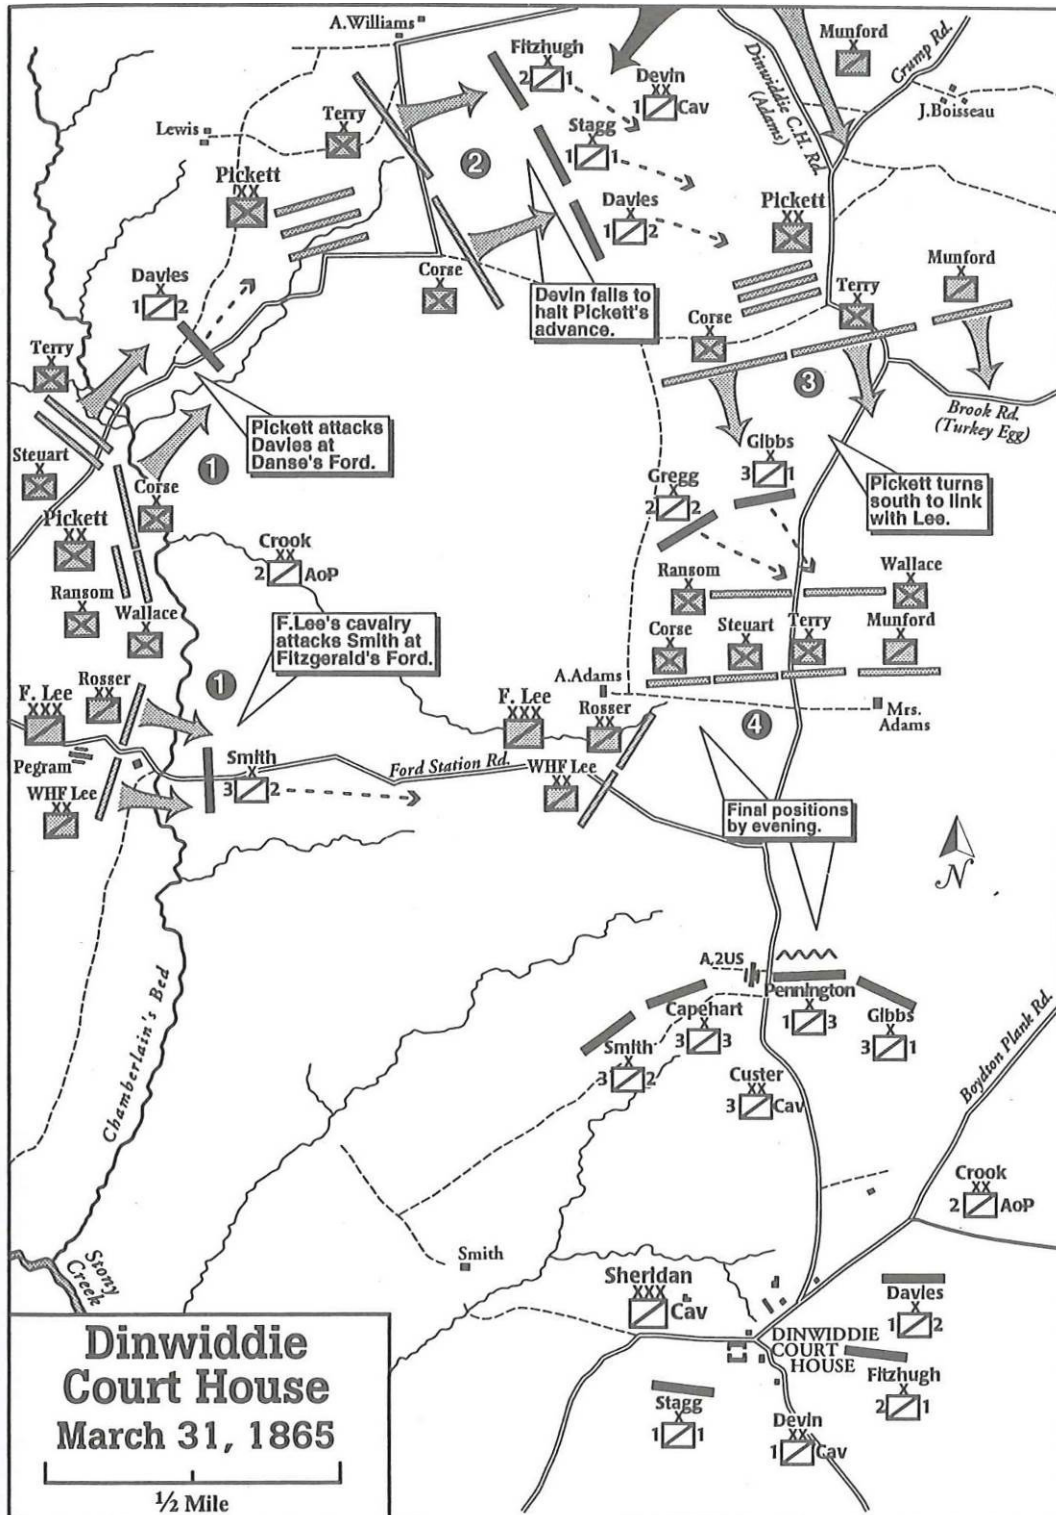 A.Williams
Fitzhugh
XX
2 1
X
Devin
XX
1 Cav
Munford
X
Crump Rd.
J.Boisseau
Dinwiddie C.H. Rd.
(Adams)
Lewis
Terry
X
2
Stagg
X
1 1
Pickett
XX
Davies
X
1 2
Pickett
XX
Munford
X
Davies
X
1 2
Corse
X
Devin fails to
halt Pickett's
advance.
Corse
X
Terry
X
3
Terry
X
Brook Rd.
(Turkey Egg)
Pickett attacks
Davies at
Danse's Ford.
1
Steuart
X
Corse
X
Pickett
XX
Gibbs
X
3 1
Gregg
X
2 2
Pickett turns
south to link
with Lee.
Crook
XX
2 AoP
Ransom
X
Wallace
X
Ransom
X
Wallace
X
F.Lee's cavalry
attacks Smith at
Fitzgerald's Ford.
1
Corse
X
Steuart
X
Terry
X
Munford
X
F. Lee
XXX
Rosser
XX
A.Adams
F. Lee
XXX
Rosser
XX
4
Mrs.
Adams
Pegram
WHF Lee
XX
Smith
X
3 2
Ford Station Rd.
WHF Lee
XX
Final positions
by evening.
N
Chamberlain's Bed
A,2US
Pennington
X
1 3
Capehart
X
3 3
Gibbs
X
3 1
Smith
X
3 2
Custer
XX
3 Cav
Boydton Plank Rd.
Crook
XX
2 AoP
Stony
Creek
Smith
Sheridan
XXX
Cav
Davies
X
1 2
DINWIDDIE
COURT
HOUSE
Fitzhugh
X
2 1
Stagg
X
1 1
Devin
XX
1 Cav
Dinwiddie
Court House
March 31, 1865
½ Mile